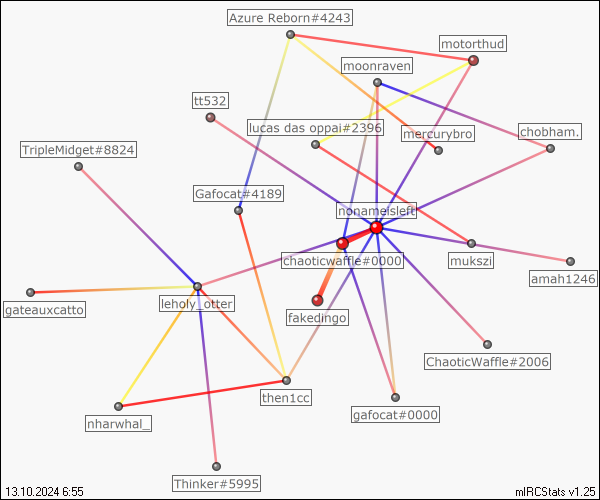 Azure Reborn#4243
motorthud
moonraven
tt532
lucas das oppai#2396
mercurybro
chobham.
TripleMidget#8824
Gafocat#4189
nonameisleft
chaoticwaffle#0000
mukszi
amah1246
gateauxcatto
leholy_otter
fakedingo
ChaoticWaffle#2006
then1cc
gafocat#0000
nharwhal_
Thinker#5995
13.10.2024 6:55
mIRCStats v1.25